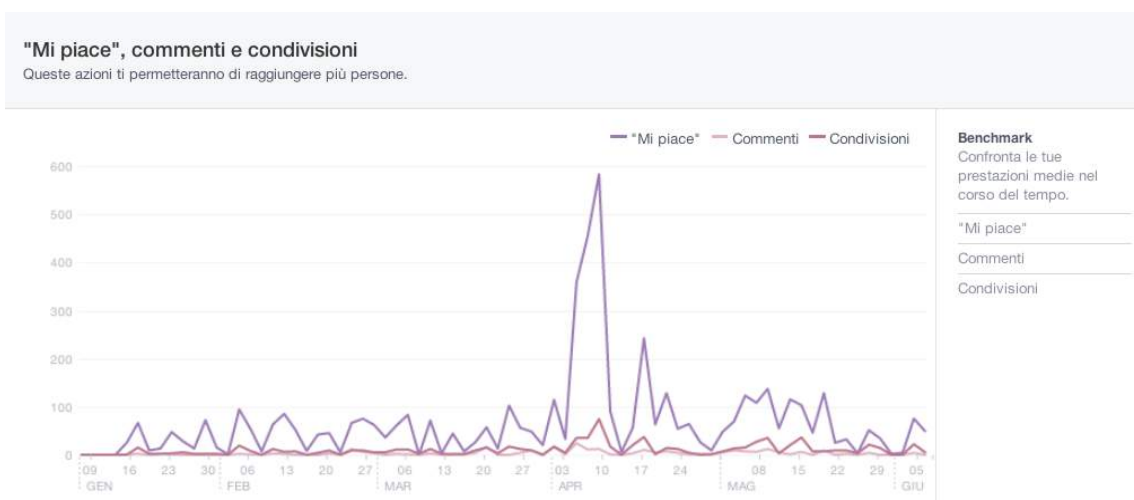 "Mi piace", commenti e condivisioni
Queste azioni ti permetteranno di raggiungere più persone.
"Mi piace" Commenti Condivisioni
600
500
400
300
200
100
0
09 16 23 30 06 13 20 27 06 13 20 27 03 10 17 24 08 15 22 29 05
GEN FEB MAR APR MAG GIU
Benchmark
Confronta le tue
prestazioni medie nel
corso del tempo.
"Mi piace"
Commenti
Condivisioni